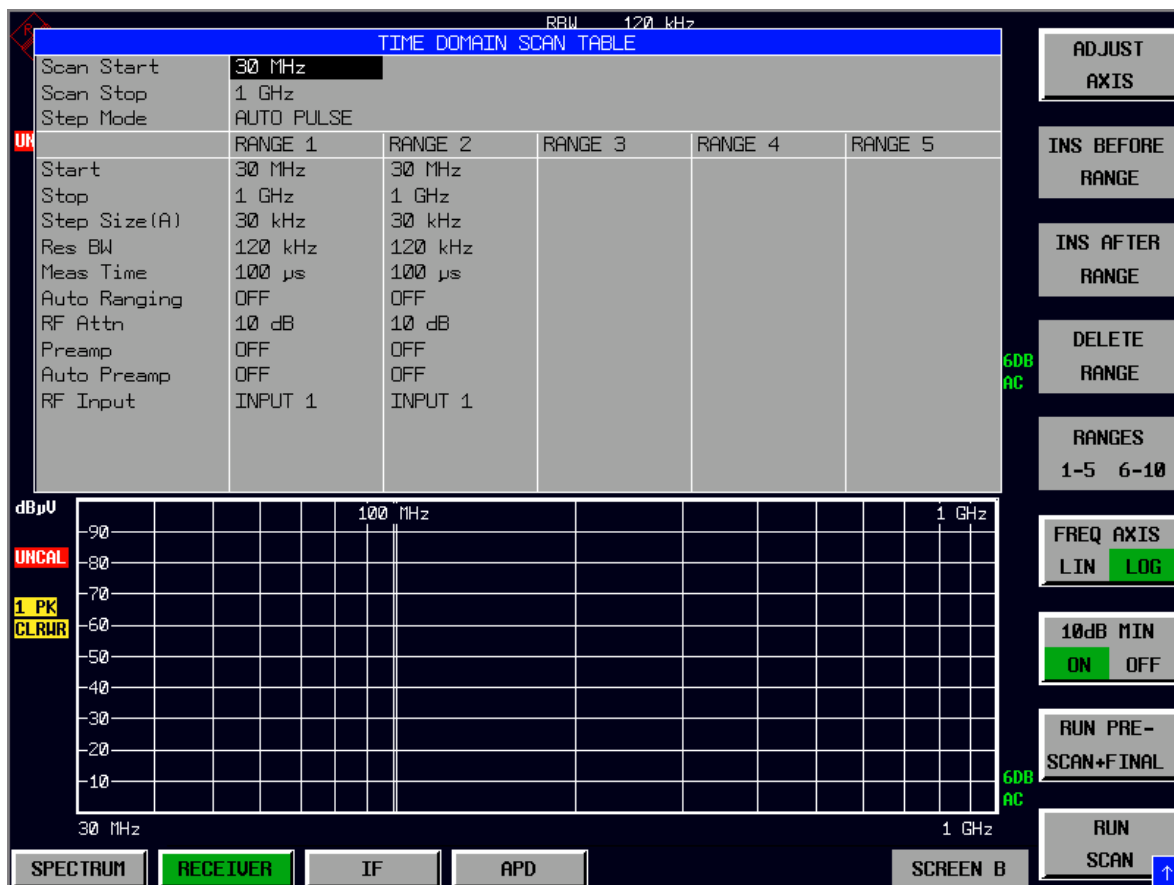 RBW 120 kHz
TIME DOMAIN SCAN TABLE
Scan Start 30 MHz
Scan Stop 1 GHz
Step Mode AUTO PULSE
RANGE 1 RANGE 2 RANGE 3 RANGE 4 RANGE 5
Start 30 MHz 30 MHz
Stop 1 GHz 1 GHz
Step Size(A) 30 kHz 30 kHz
Res BW 120 kHz 120 kHz
Meas Time 100 µs 100 µs
Auto Ranging OFF OFF
RF Attn 10 dB 10 dB
Preamp OFF OFF
Auto Preamp OFF OFF
RF Input INPUT 1 INPUT 1
6DB
AC
dBµV
100 MHz 1 GHz
90
UNCAL
80
70
1 PK
CLRWR
60
50
40
30
20
10
6DB
AC
30 MHz 1 GHz
SPECTRUM RECEIVER IF APD SCREEN B
ADJUST
AXIS
INS BEFORE
RANGE
INS AFTER
RANGE
DELETE
RANGE
RANGES
1-5 6-10
FREQ AXIS
LIN LOG
10dB MIN
ON OFF
RUN PRE-
SCAN+FINAL
RUN
SCAN